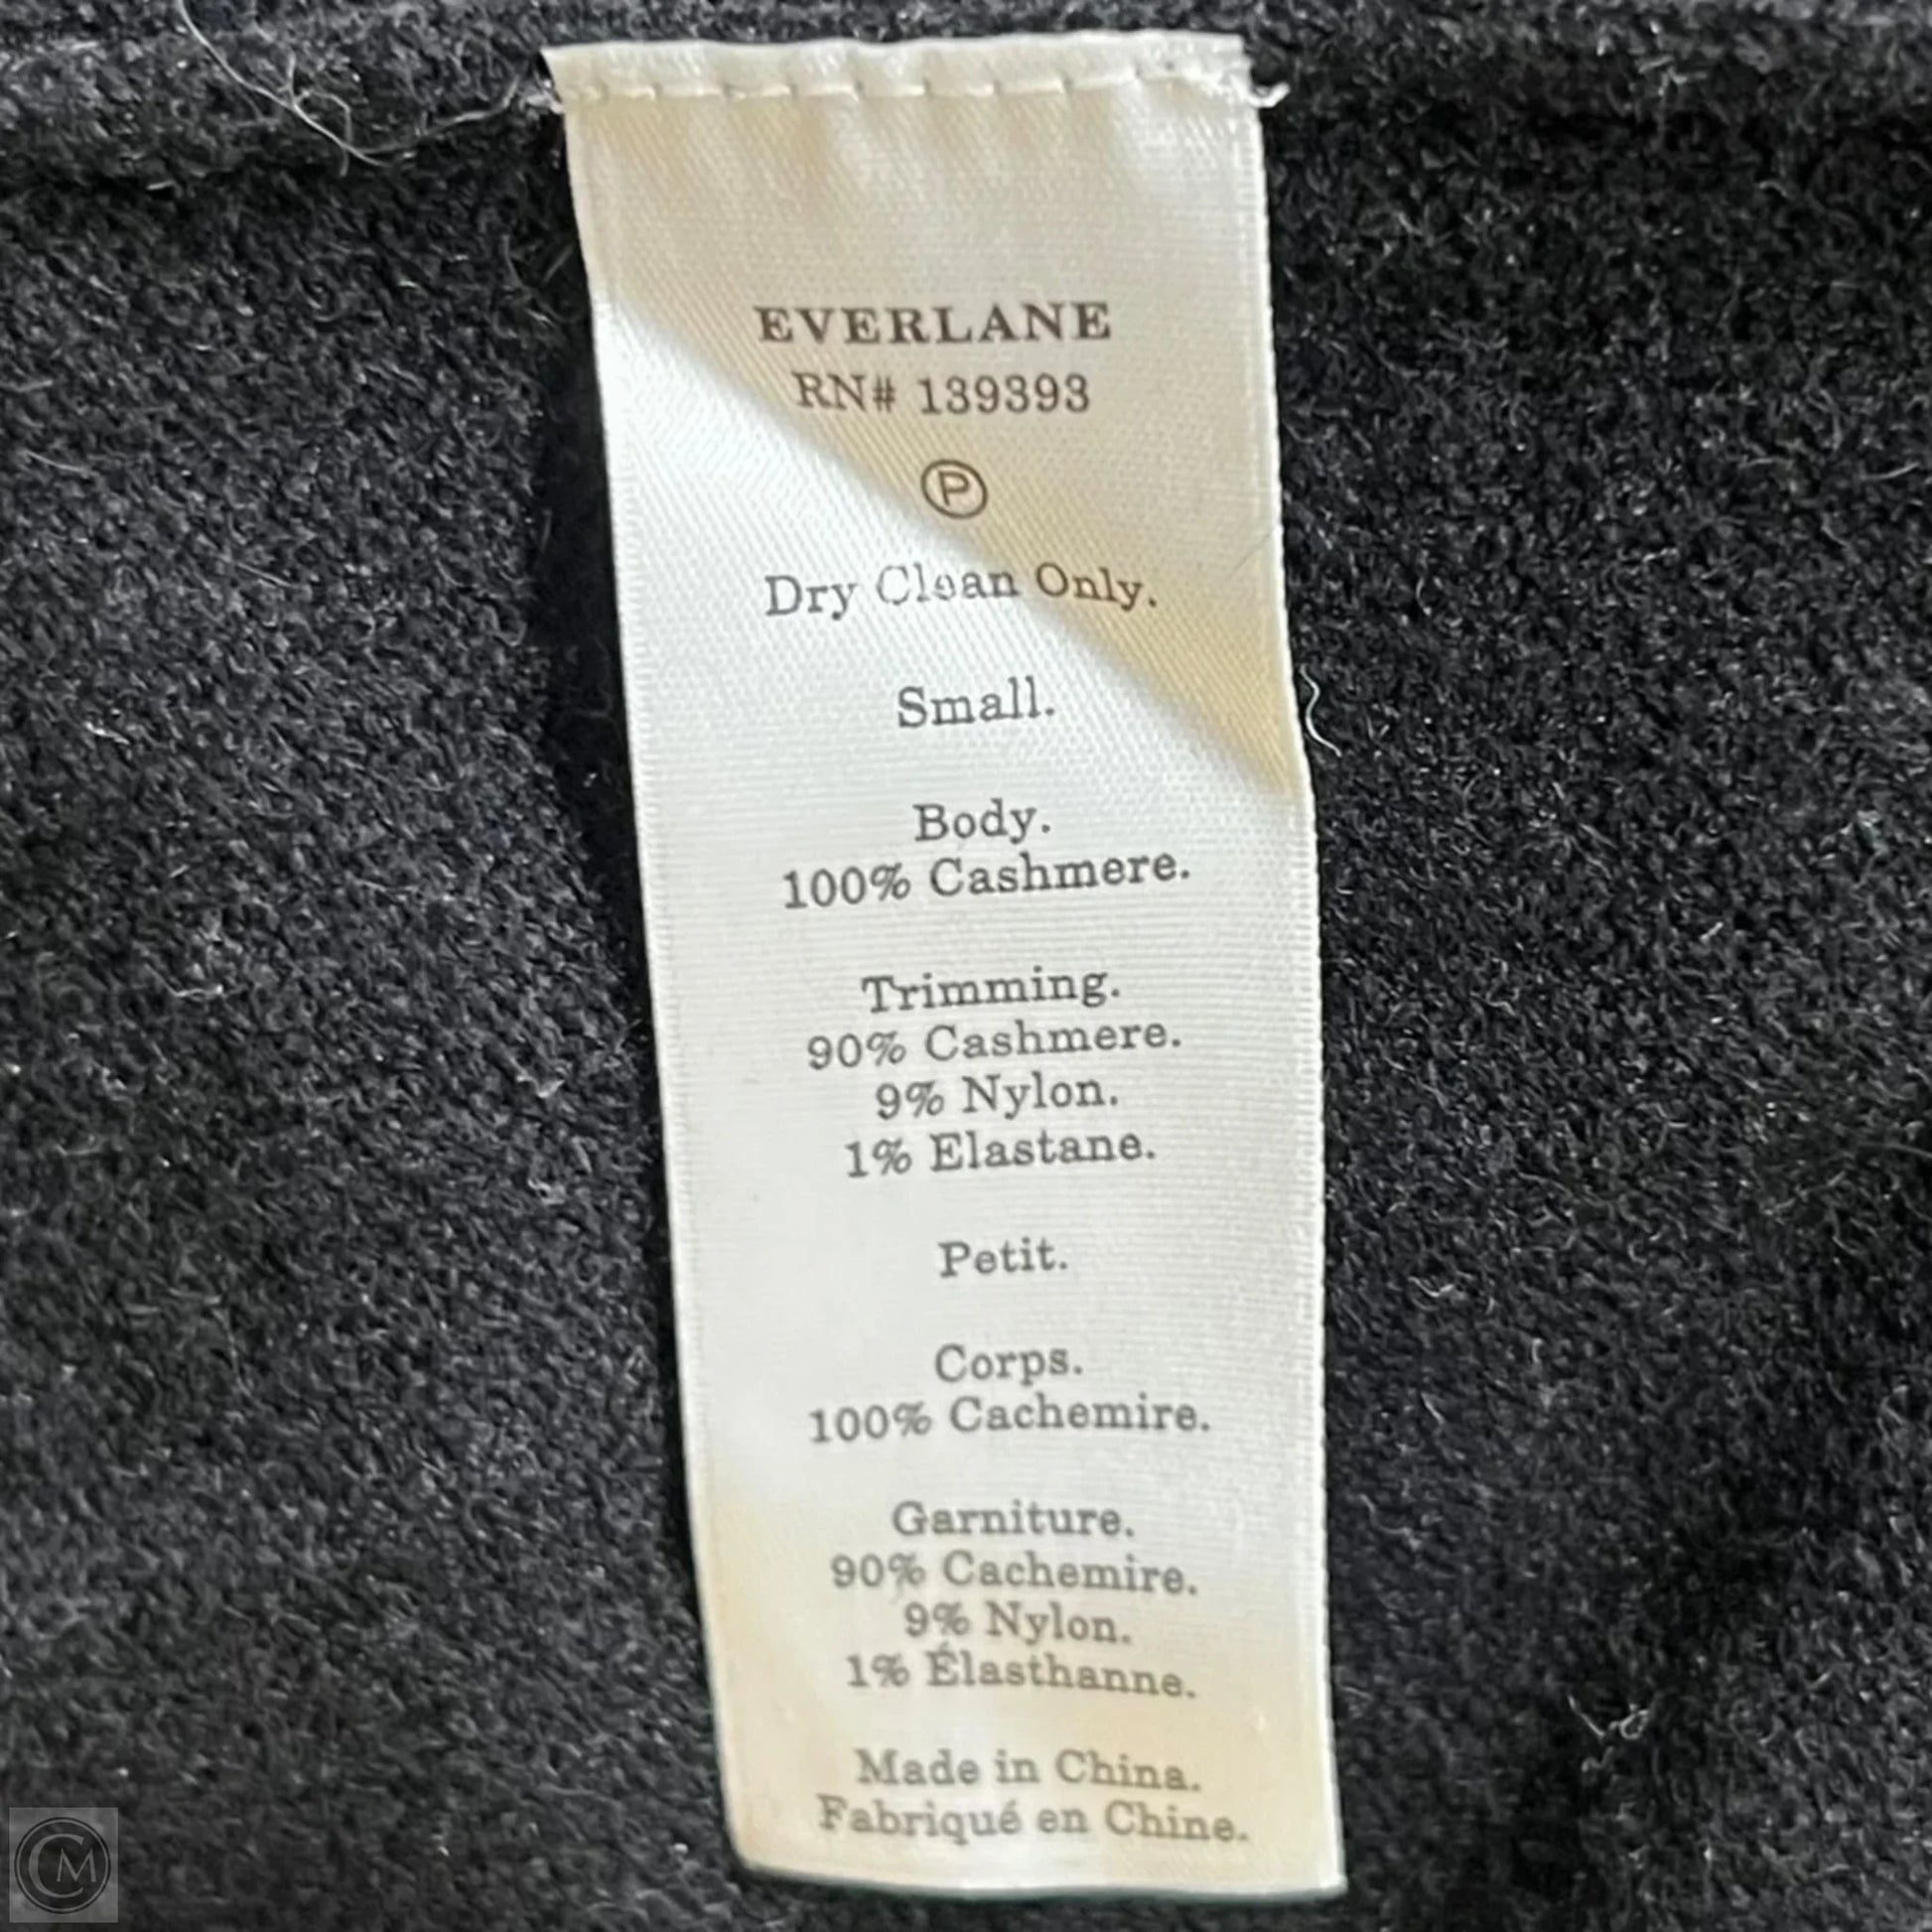 EVERLANE
RN# 139393
P
Dry Clean Only.
Small.
Body.
100% Cashmere.
Trimming.
90% Cashmere.
9% Nylon.
1% Elastane.
Petit.
Corps.
100% Cachemire.
Garniture.
90% Cachemire.
9% Nylon.
1% Élasthanne.
Made in China.
Fabriqué en Chine.
CM